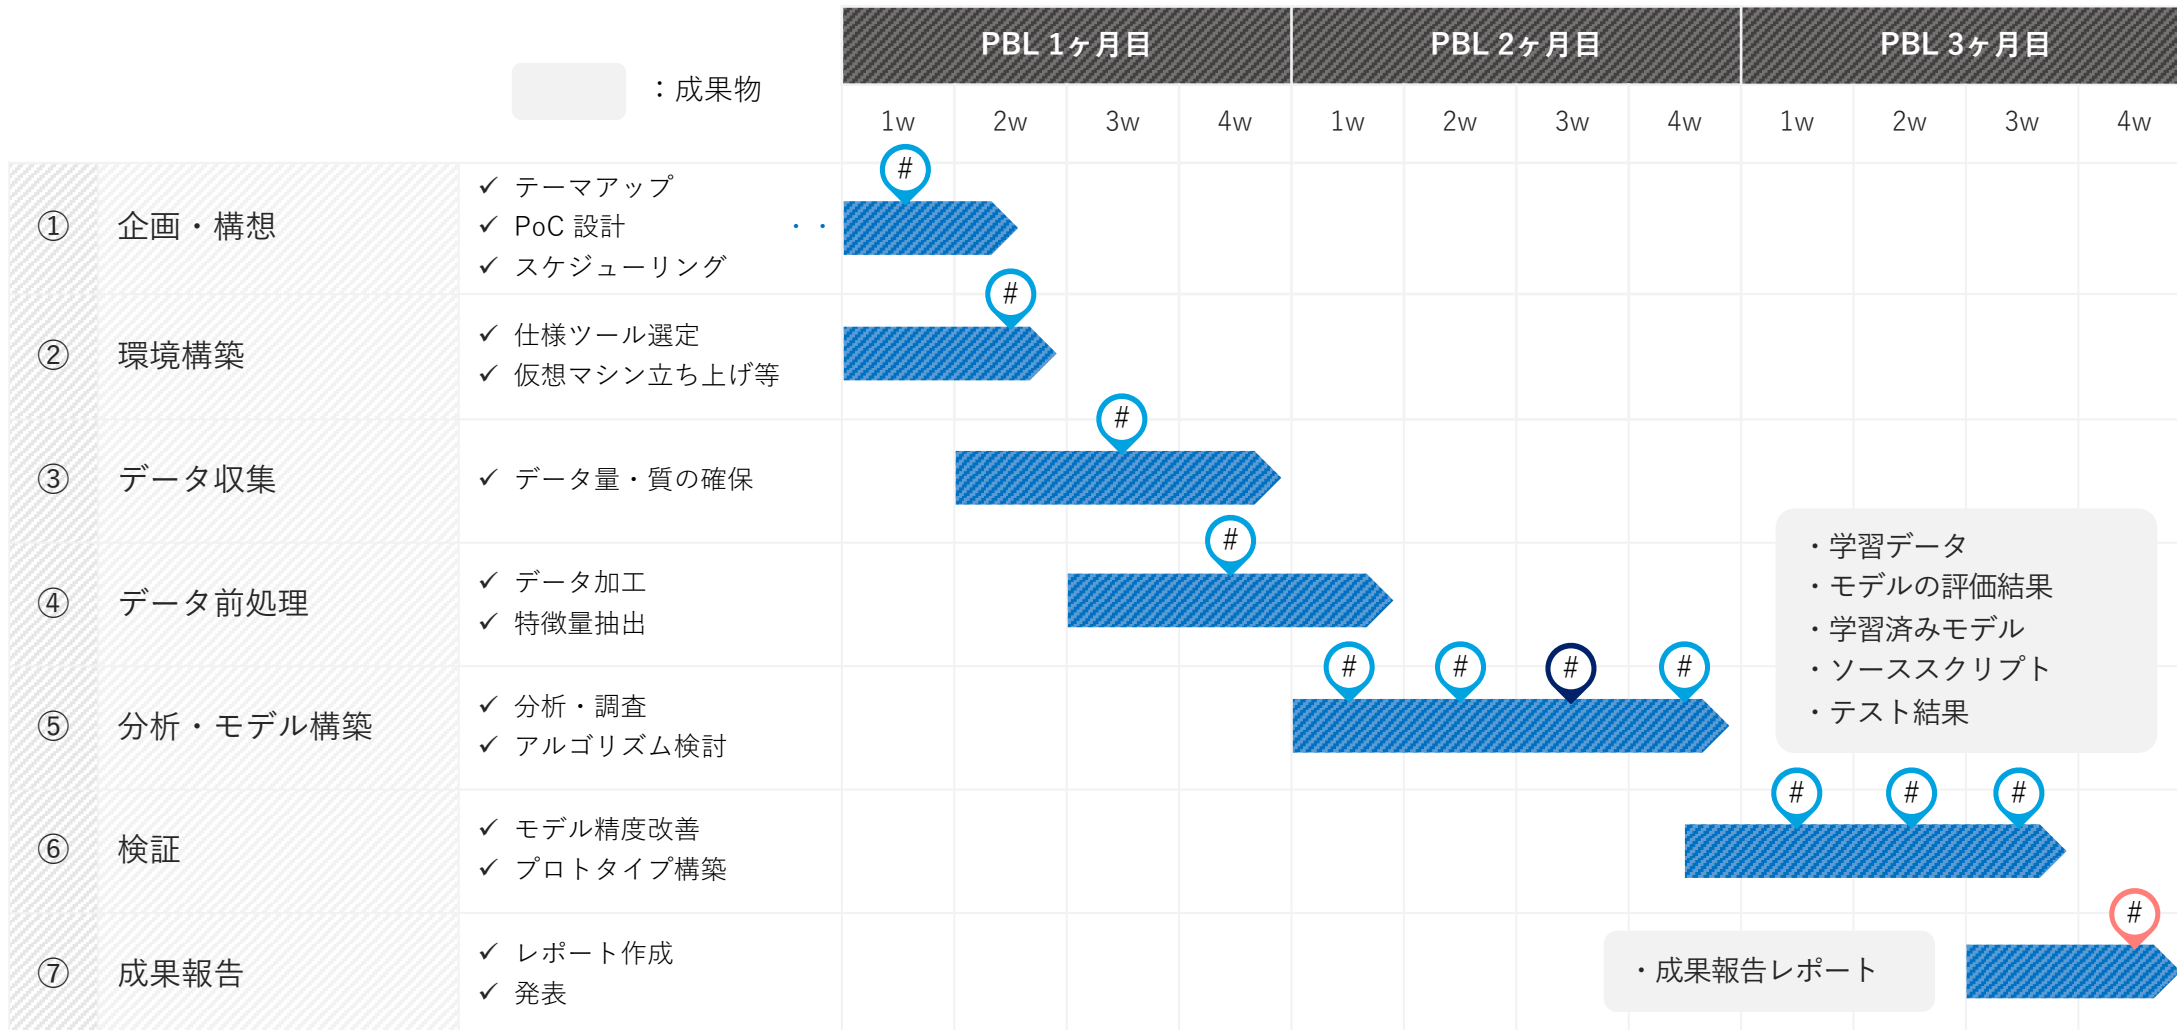 PBL 1ヶ月目 PBL 2ヶ月目 PBL 3ヶ月目
：成果物
1w 2w 3w 4w 1w 2w 3w 4w 1w 2w 3w 4w
#
① 企画・構想
✓ テーマアップ
✓ PoC 設計
✓ スケジューリング
・・
#
② 環境構築
✓ 仕様ツール選定
✓ 仮想マシン立ち上げ等
#
③ データ収集
✓ データ量・質の確保
#
④ データ前処理
✓ データ加工
✓ 特徴量抽出
# # # #
⑤ 分析・モデル構築
✓ 分析・調査
✓ アルゴリズム検討
・学習データ
・モデルの評価結果
・学習済みモデル
・ソーススクリプト
・テスト結果
# # #
⑥ 検証
✓ モデル精度改善
✓ プロトタイプ構築
#
⑦ 成果報告
✓ レポート作成
✓ 発表
・成果報告レポート